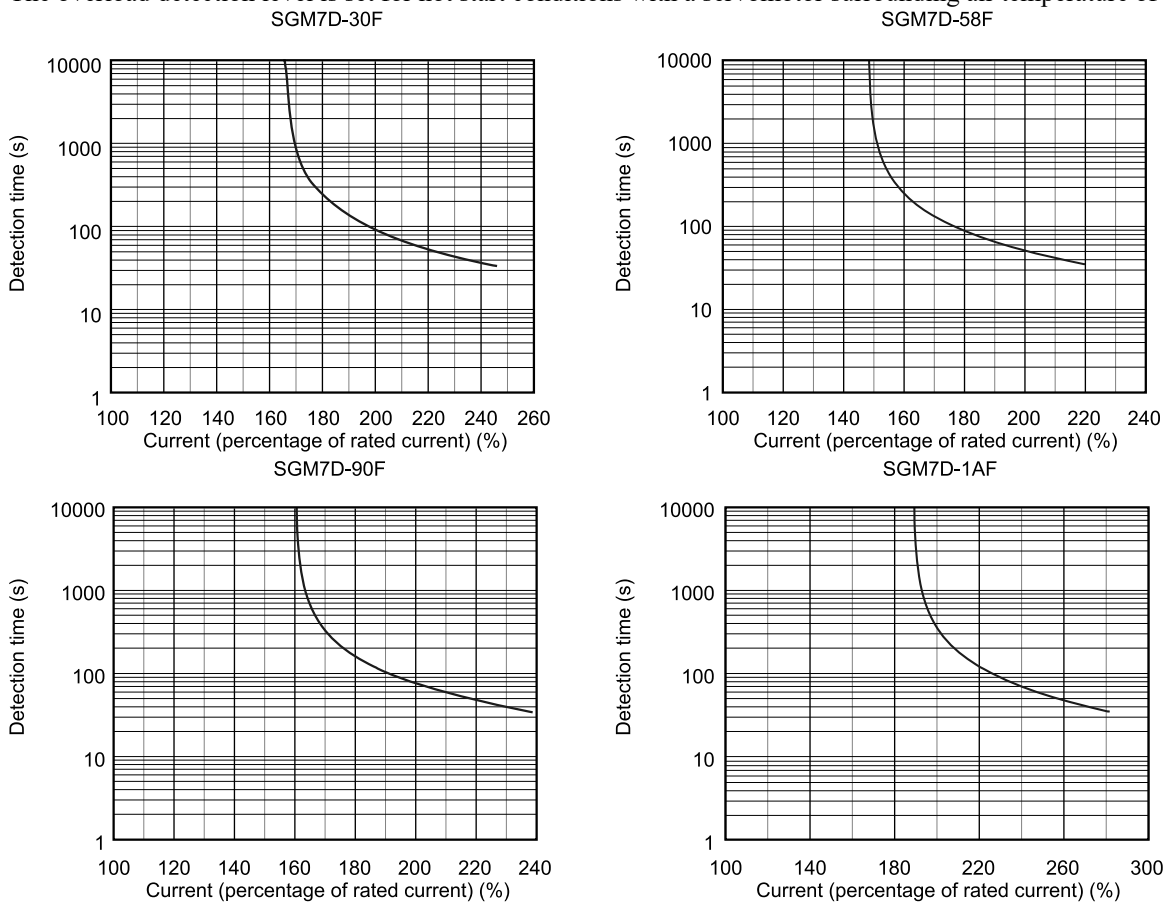 SGM7D-30F
10000
1000
100
10
1
Detection time (s)
100 120 140 160 180 200 220 240 260
Current (percentage of rated current) (%)
SGM7D-58F
10000
1000
100
10
1
Detection time (s)
100 120 140 160 180 200 220 240
Current (percentage of rated current) (%)
SGM7D-90F
10000
1000
100
10
1
Detection time (s)
100 120 140 160 180 200 220 240
Current (percentage of rated current) (%)
SGM7D-1AF
10000
1000
100
10
1
Detection time (s)
100 120 140 180 190 200 220 260 300
Current (percentage of rated current) (%)